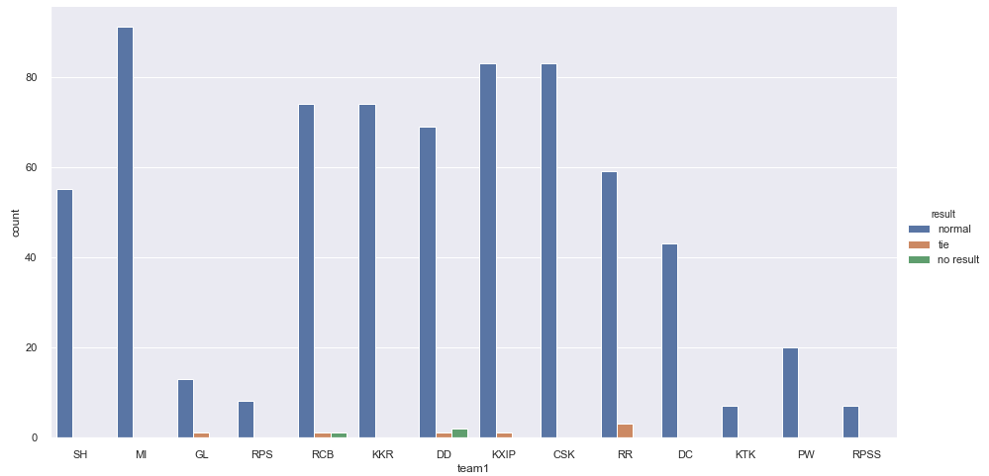 80
60
40
20
0
count
SH MI GL RPS RCB KKR DD KXIP CSK RR DC KTK PW RPSS
team1
result
normal
tie
no result